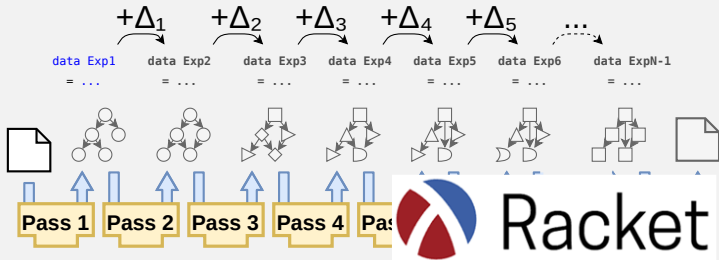 +Δ₁ +Δ₂ +Δ₃ +Δ₄ +Δ₅ ...
data Exp1 data Exp2 data Exp3 data Exp4 data Exp5 data Exp6 data ExpN-1
= ... = ... = ... = ... = ... = ... = ...
Pass 1 Pass 2 Pass 3 Pass 4
Racket